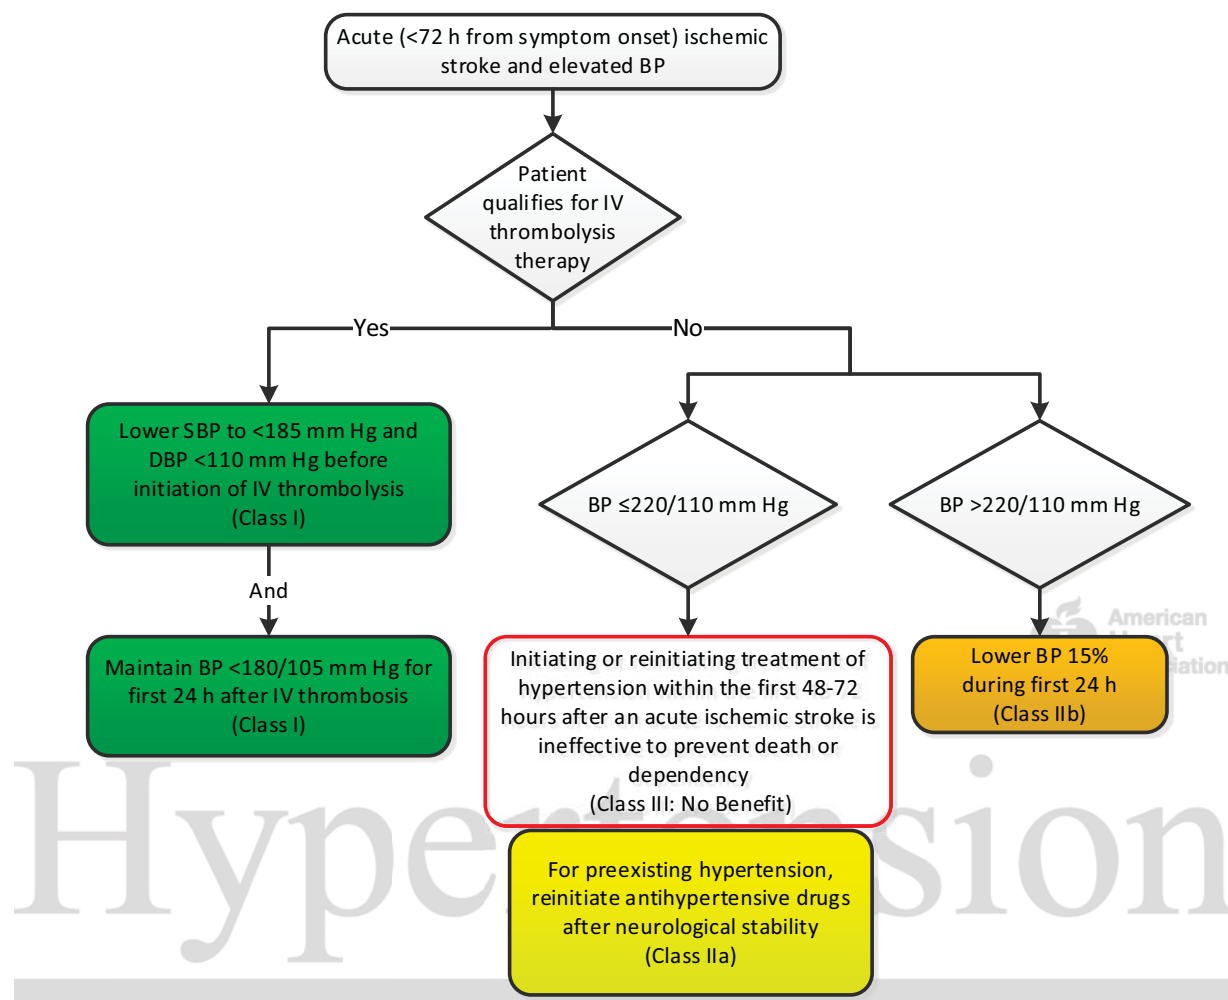 Acute (<72 h from symptom onset) ischemic
stroke and elevated BP
Patient
qualifies for IV
thrombolysis
therapy
Yes
No
Lower SBP to <185 mm Hg and
DBP <110 mm Hg before
initiation of IV thrombolysis
(Class I)
And
Maintain BP <180/105 mm Hg for
first 24 h after IV thrombosis
(Class I)
BP ≤220/110 mm Hg
BP >220/110 mm Hg
Initiating or reinitiating treatment of
hypertension within the first 48-72
hours after an acute ischemic stroke is
ineffective to prevent death or
dependency
(Class III: No Benefit)
For preexisting hypertension,
reinitiate antihypertensive drugs
after neurological stability
(Class IIa)
American
Lower BP 15%
during first 24 h
(Class IIb)
Hypertension